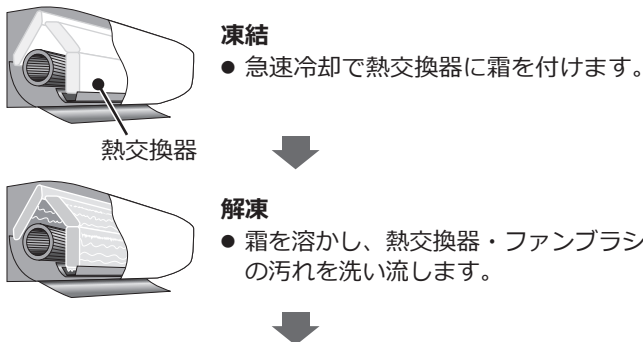 凍結
● 急速冷却で熱交換器に霜を付けます。
熱交換器
解凍
● 霜を溶かし、熱交換器・ファンブラシ
の汚れを洗い流します。